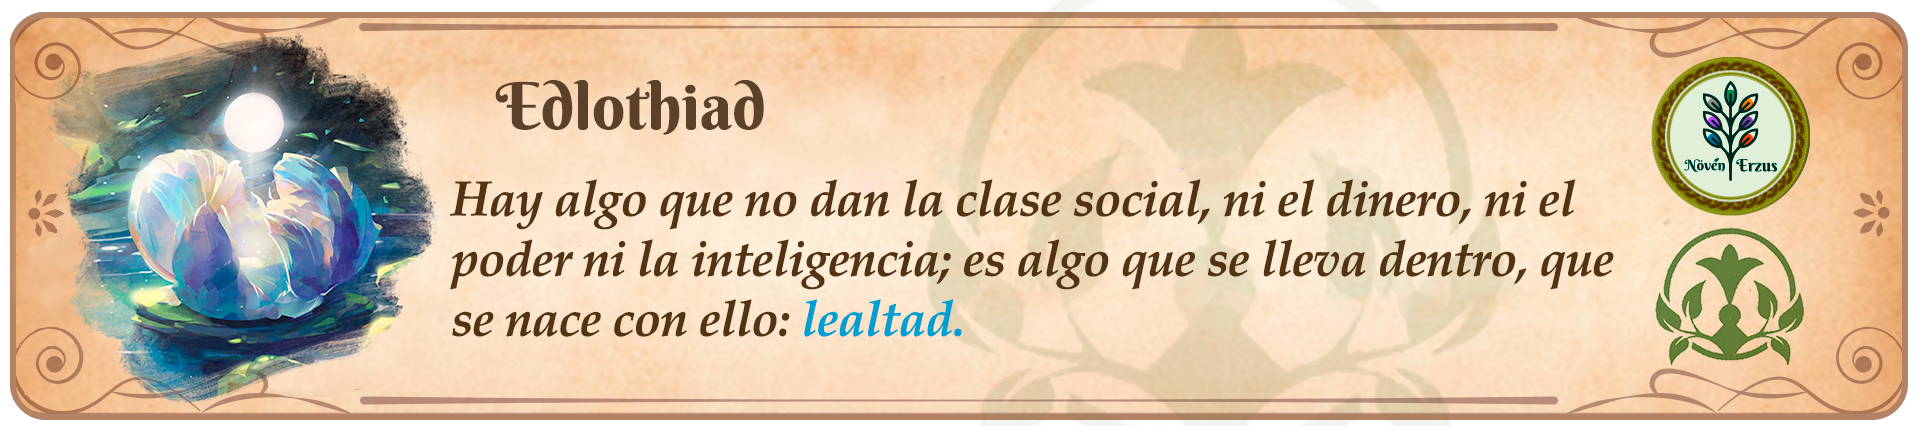 Edlothiad
Hay algo que no dan la clase social, ni el dinero, ni el
poder ni la inteligencia; es algo que se lleva dentro, que
se nace con ello: lealtad.
Növén Erzus